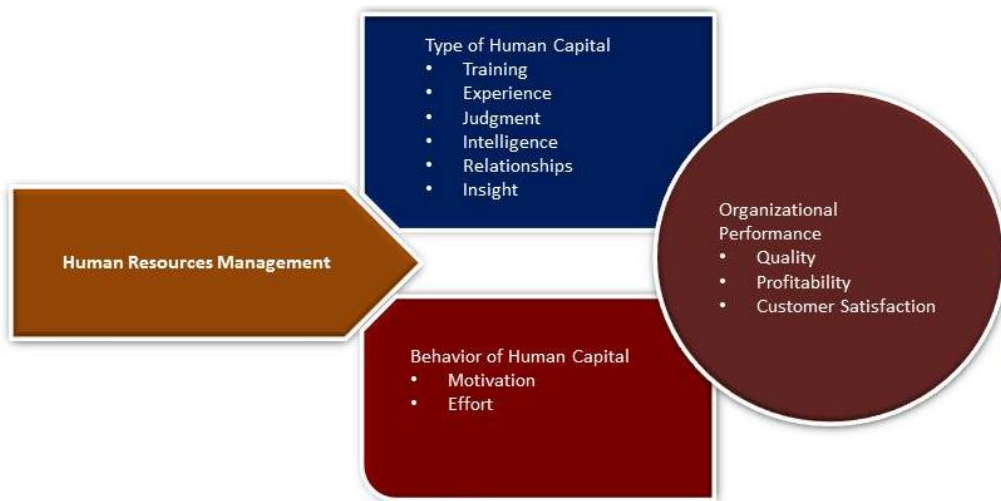 Human Resources Management
Type of Human Capital
• Training
• Experience
• Judgment
• Intelligence
• Relationships
• Insight
Behavior of Human Capital
• Motivation
• Effort
Organizational
Performance
• Quality
• Profitability
• Customer Satisfaction